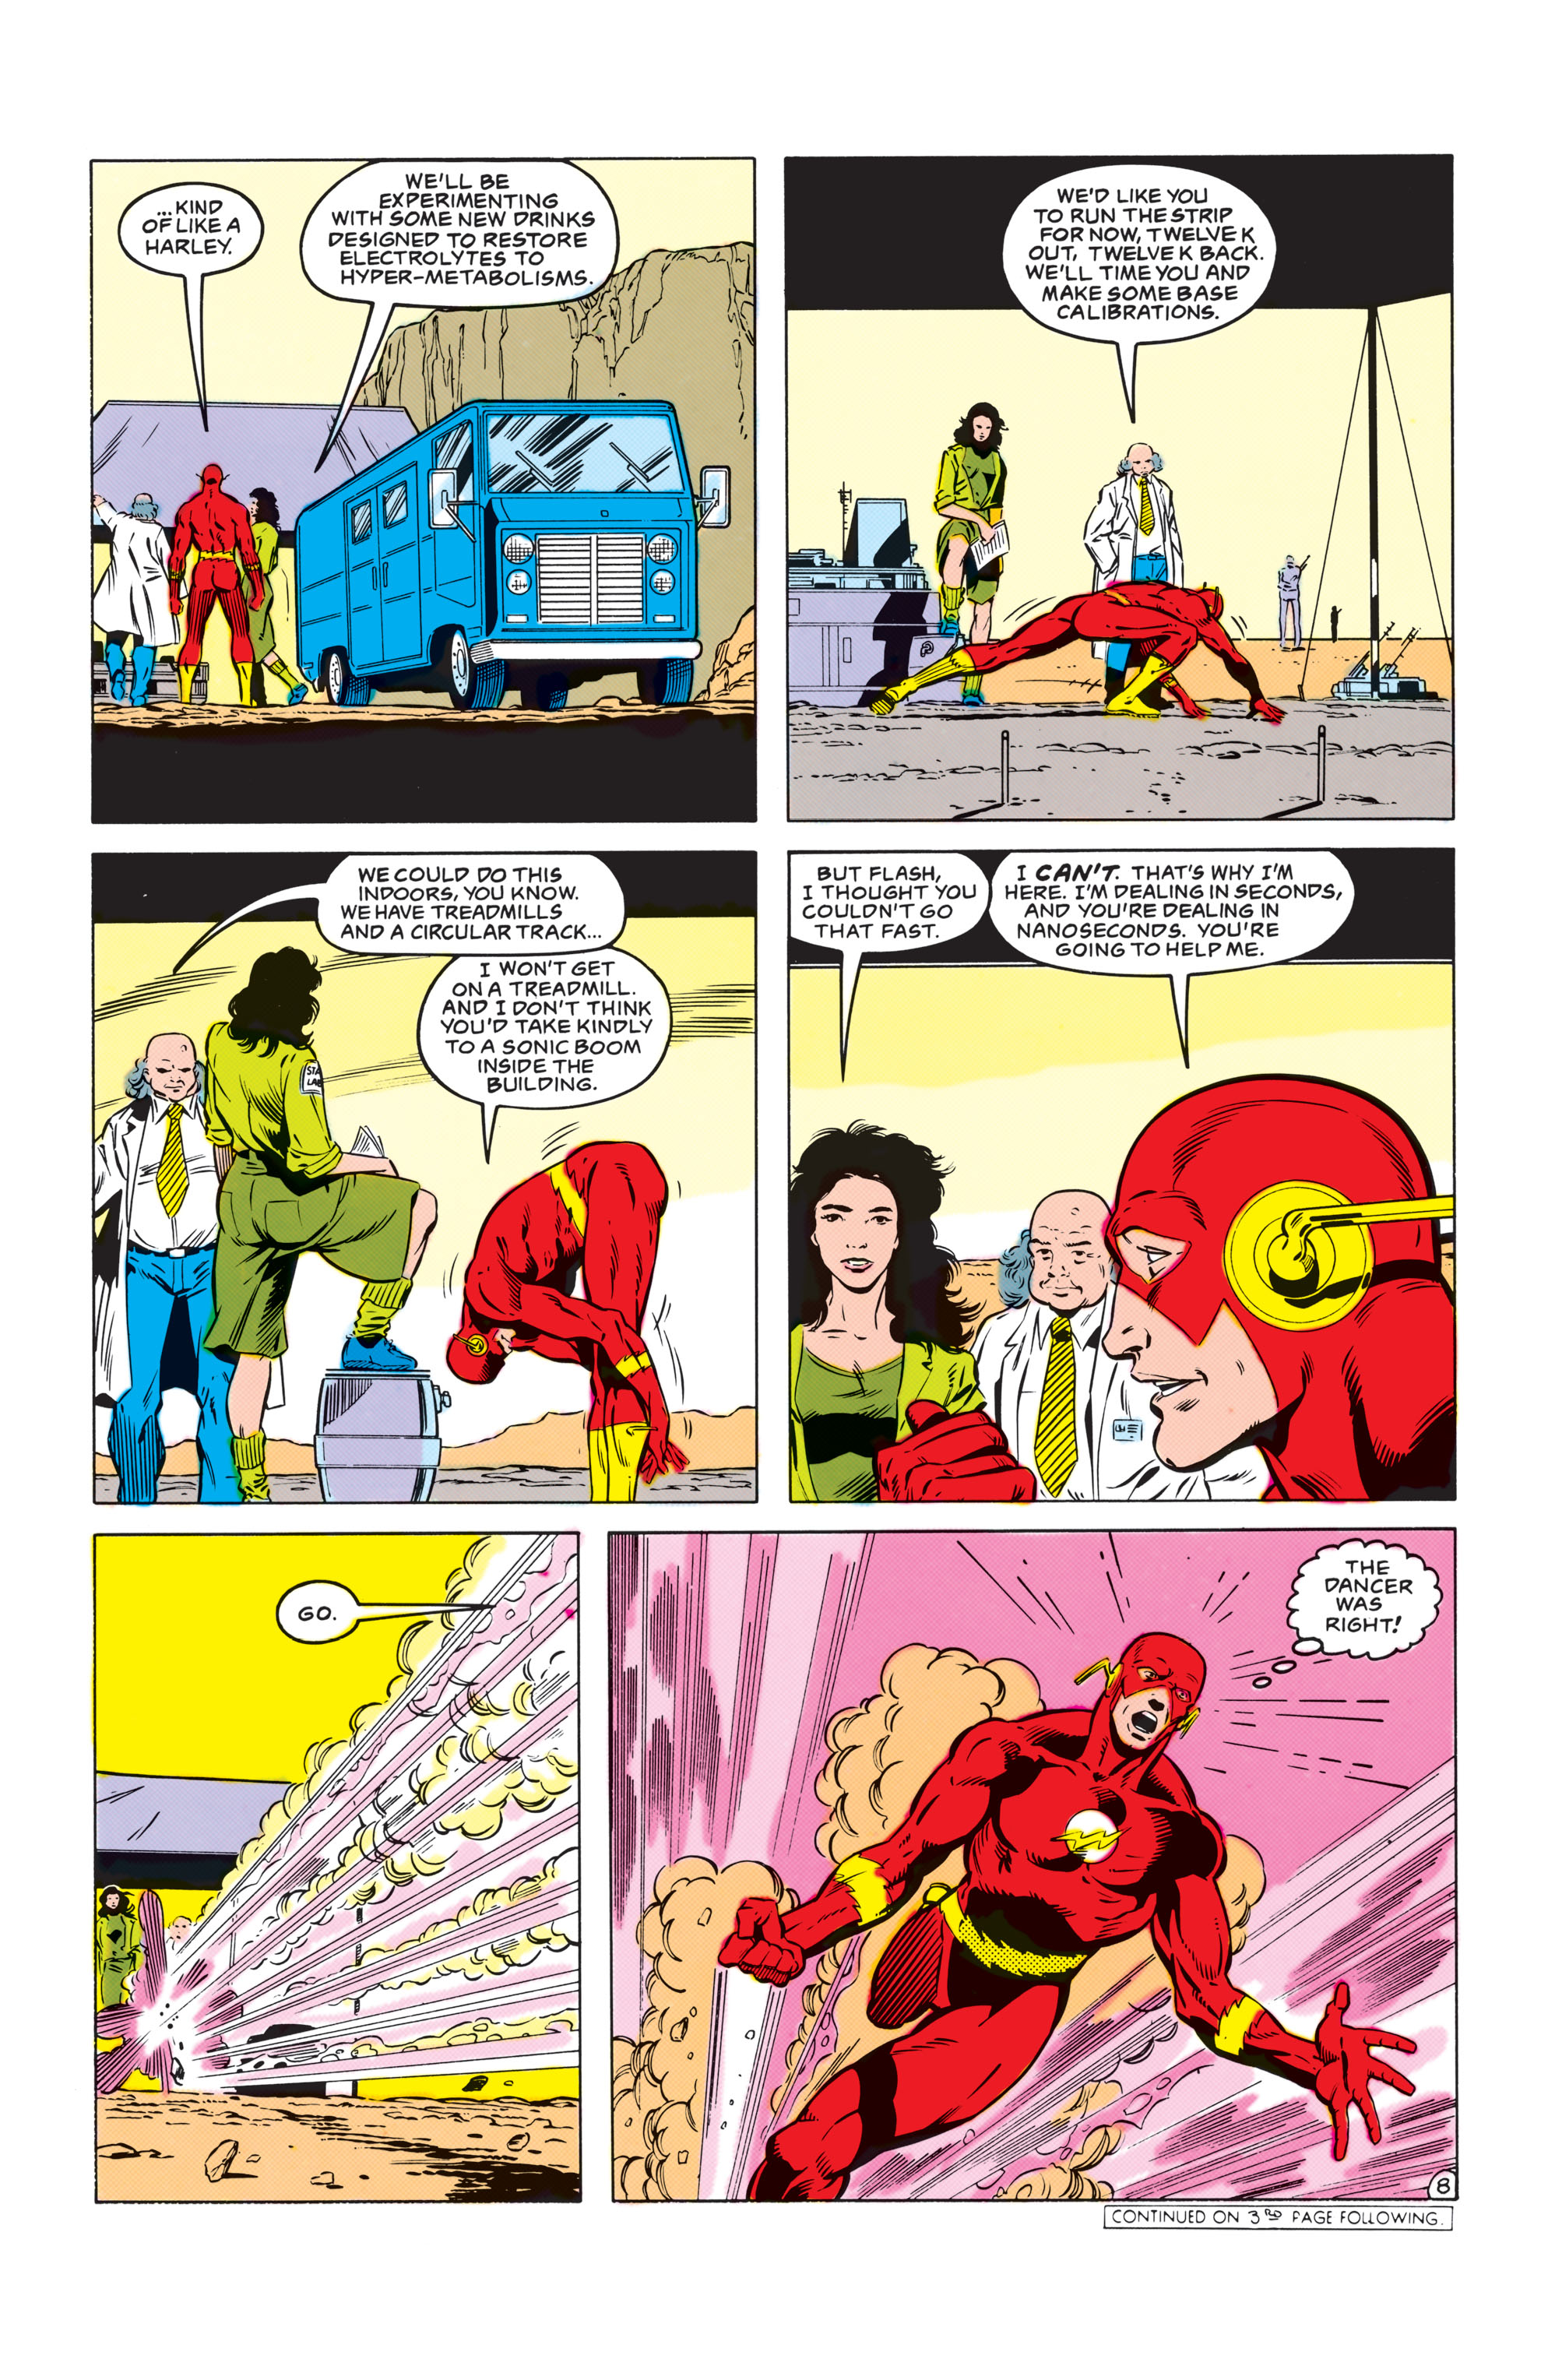 ...KIND
OF LIKE A
HARLEY.
WE'LL BE
EXPERIMENTING
WITH SOME NEW DRINKS
DESIGNED TO RESTORE
ELECTROLYTES TO
HYPER-METABOLISMS.
WE'D LIKE YOU
TO RUN THE STRIP
FOR NOW, TWELVE K
OUT, TWELVE K BACK.
WE'LL TIME YOU AND
MAKE SOME BASE
CALIBRATIONS.
WE COULD DO THIS
INDOORS, YOU KNOW.
WE HAVE TREADMILLS
AND A CIRCULAR TRACK...
I WON'T GET
ON A TREADMILL.
AND I DON'T THINK
YOU'D TAKE KINDLY
TO A SONIC BOOM
INSIDE THE
BUILDING.
STA
LAB
BUT FLASH,
I THOUGHT YOU
COULDN'T GO
THAT FAST.
I CAN'T. THAT'S WHY I'M
HERE. I'M DEALING IN SECONDS,
AND YOU'RE DEALING IN
NANOSECONDS. YOU'RE
GOING TO HELP ME.
GO.
THE
DANCER
WAS
RIGHT!
8
CONTINUED ON 3RD PAGE FOLLOWING.